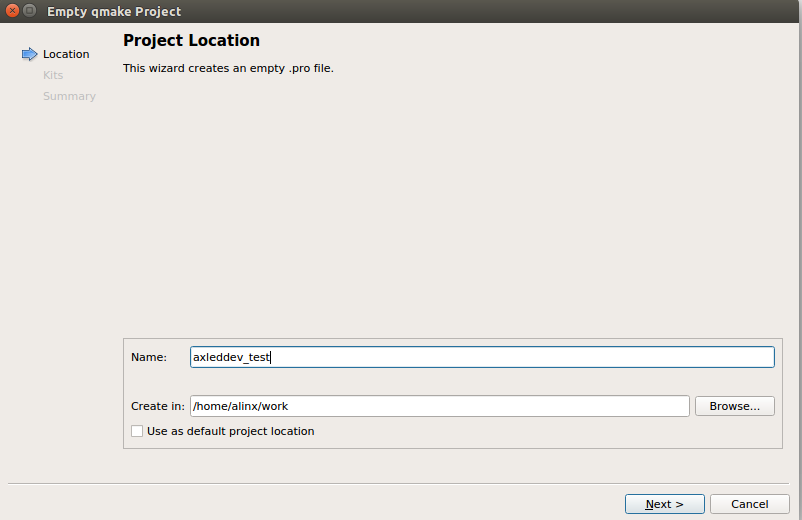 Empty qmake Project
Location
Kits
Summary
Project Location
This wizard creates an empty .pro file.
Name: axleddev_test
Create in: /home/alinx/work Browse...
Use as default project location
Next > Cancel